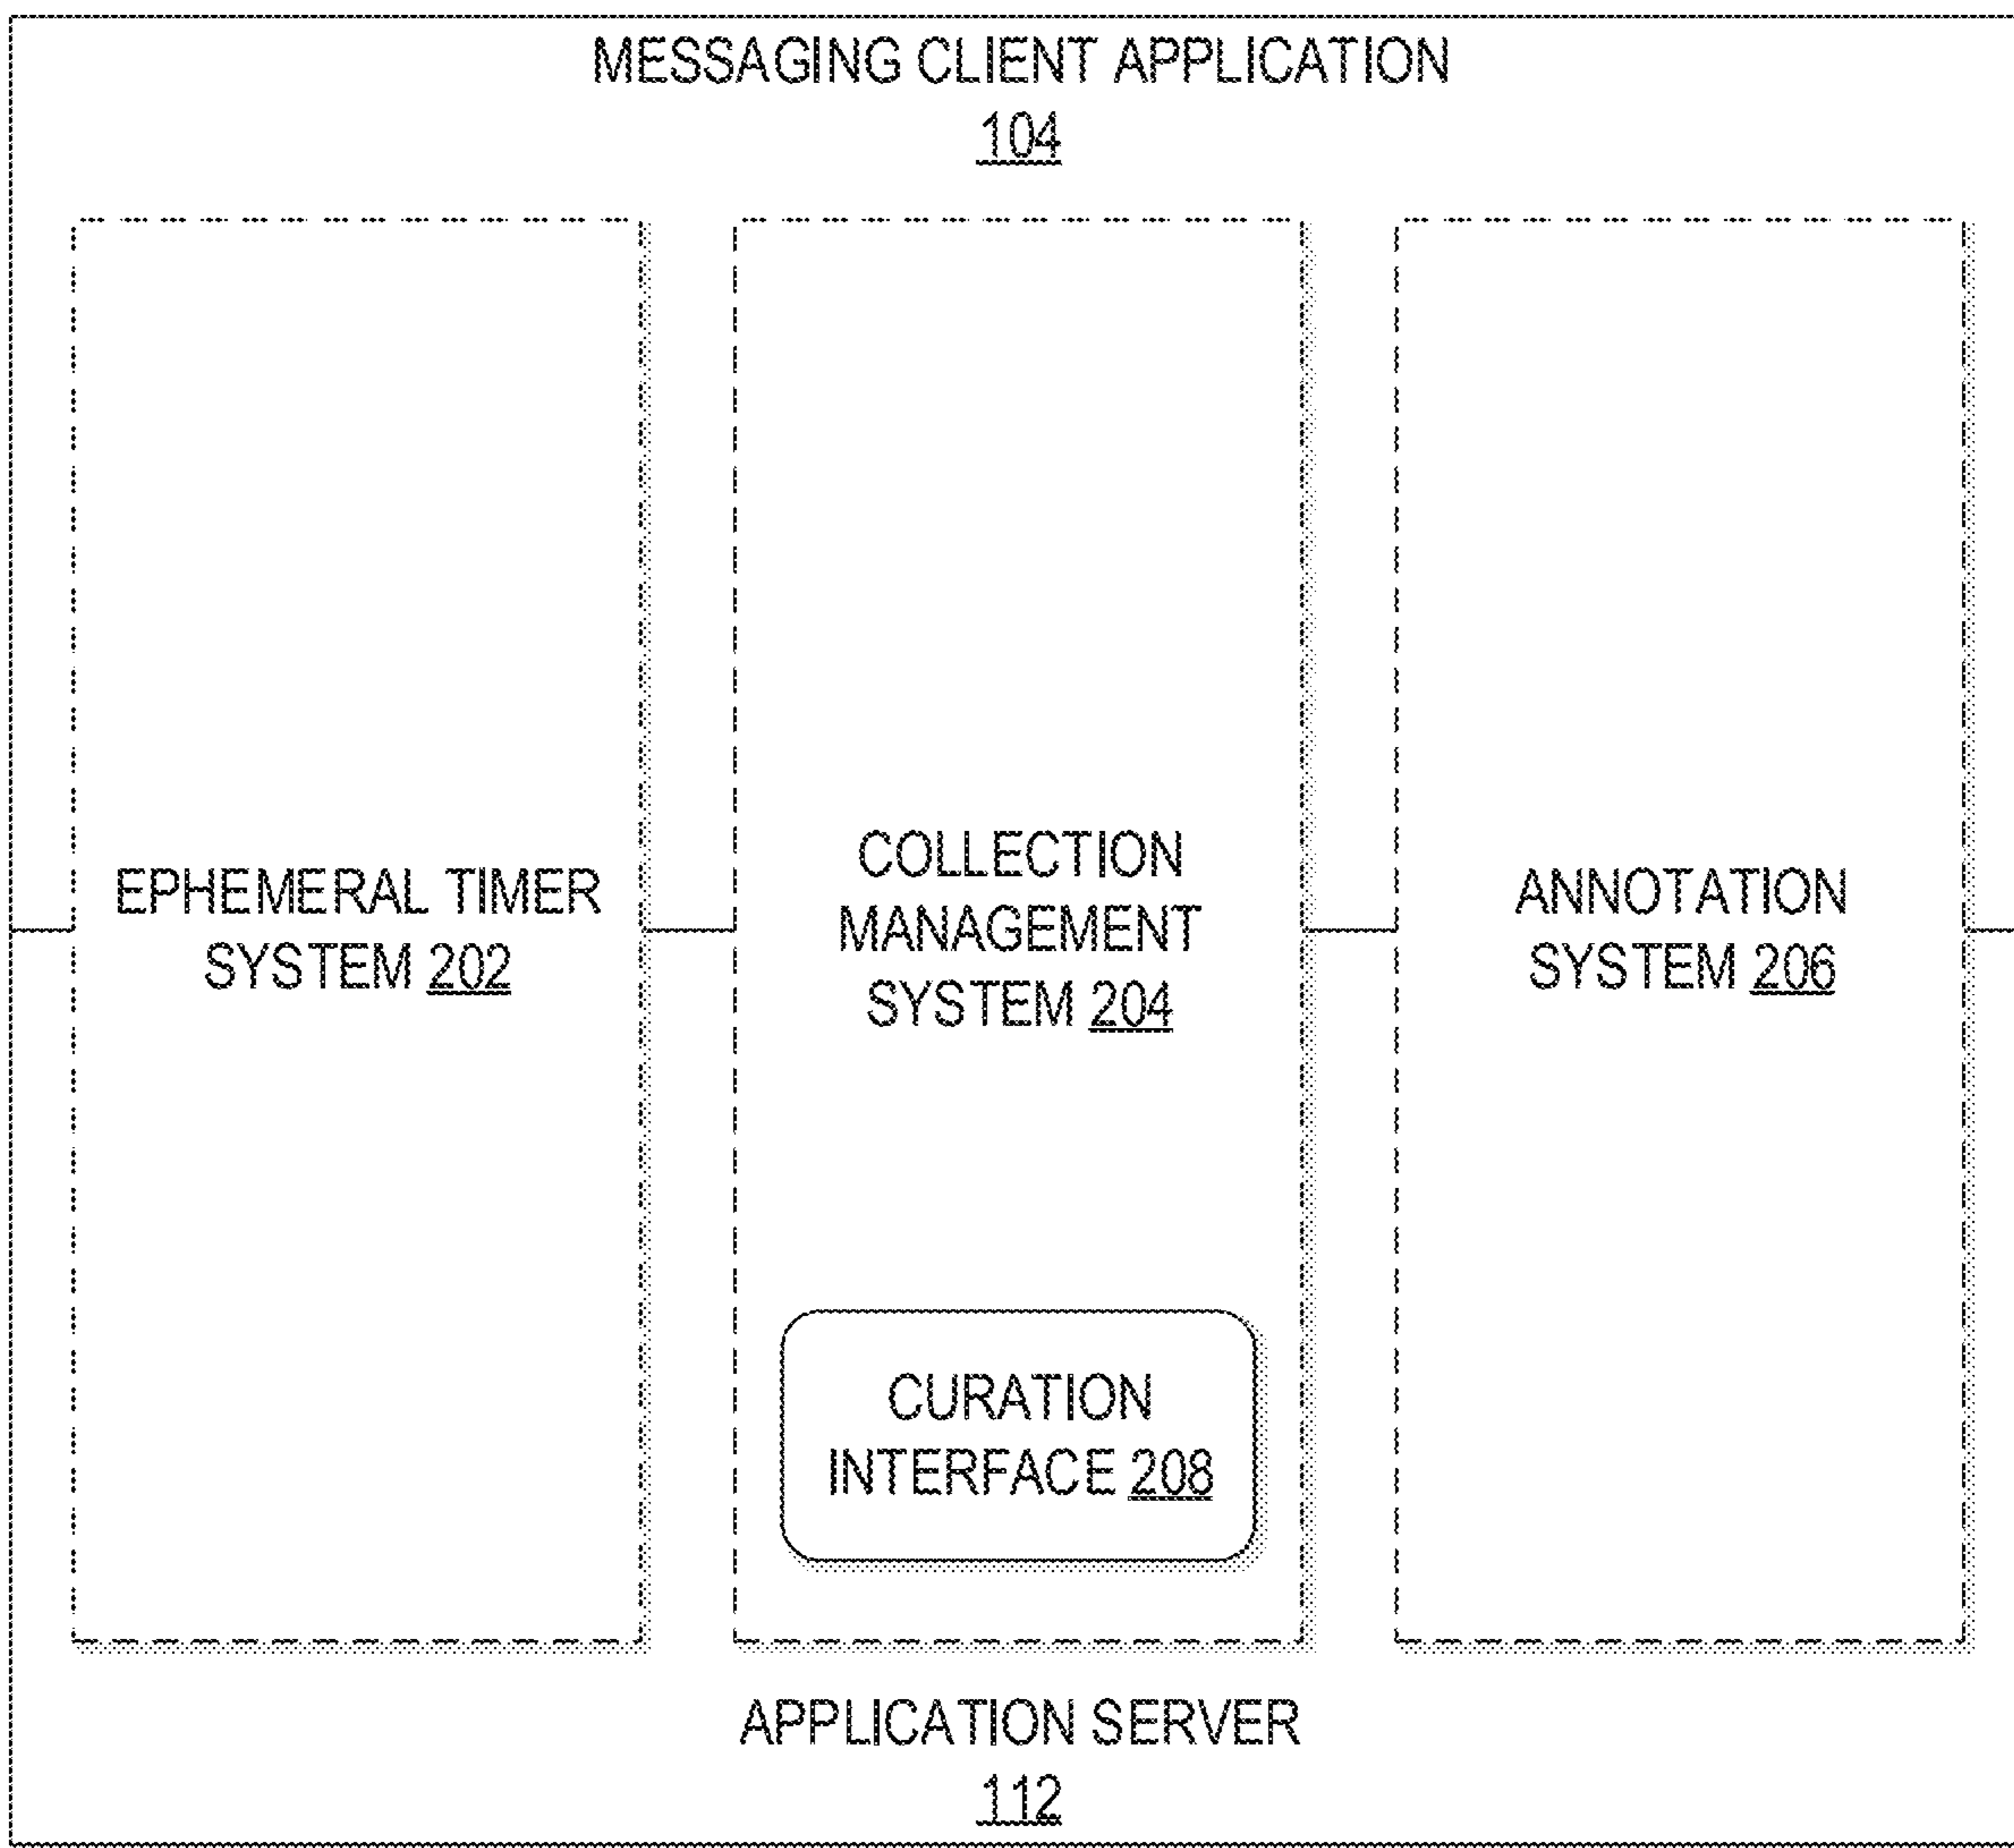 MESSAGING CLIENT APPLICATION
104
EPHEMERAL TIMER
SYSTEM 202
COLLECTION
MANAGEMENT
SYSTEM 204
ANNOTATION
SYSTEM 206
CURATION
INTERFACE 208
APPLICATION SERVER
112